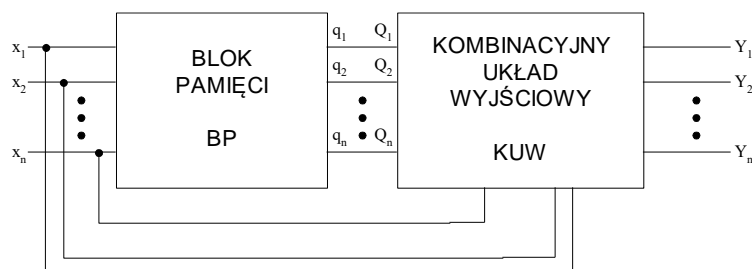 x₁ q₁ Q₁ Y₁
x₂ q₂ Q₂ Y₂
xₙ qₙ Qₙ Yₙ
BLOK
PAMIĘCI
BP
KOMBINACYJNY
UKŁAD
WYJŚCIOWY
KUW